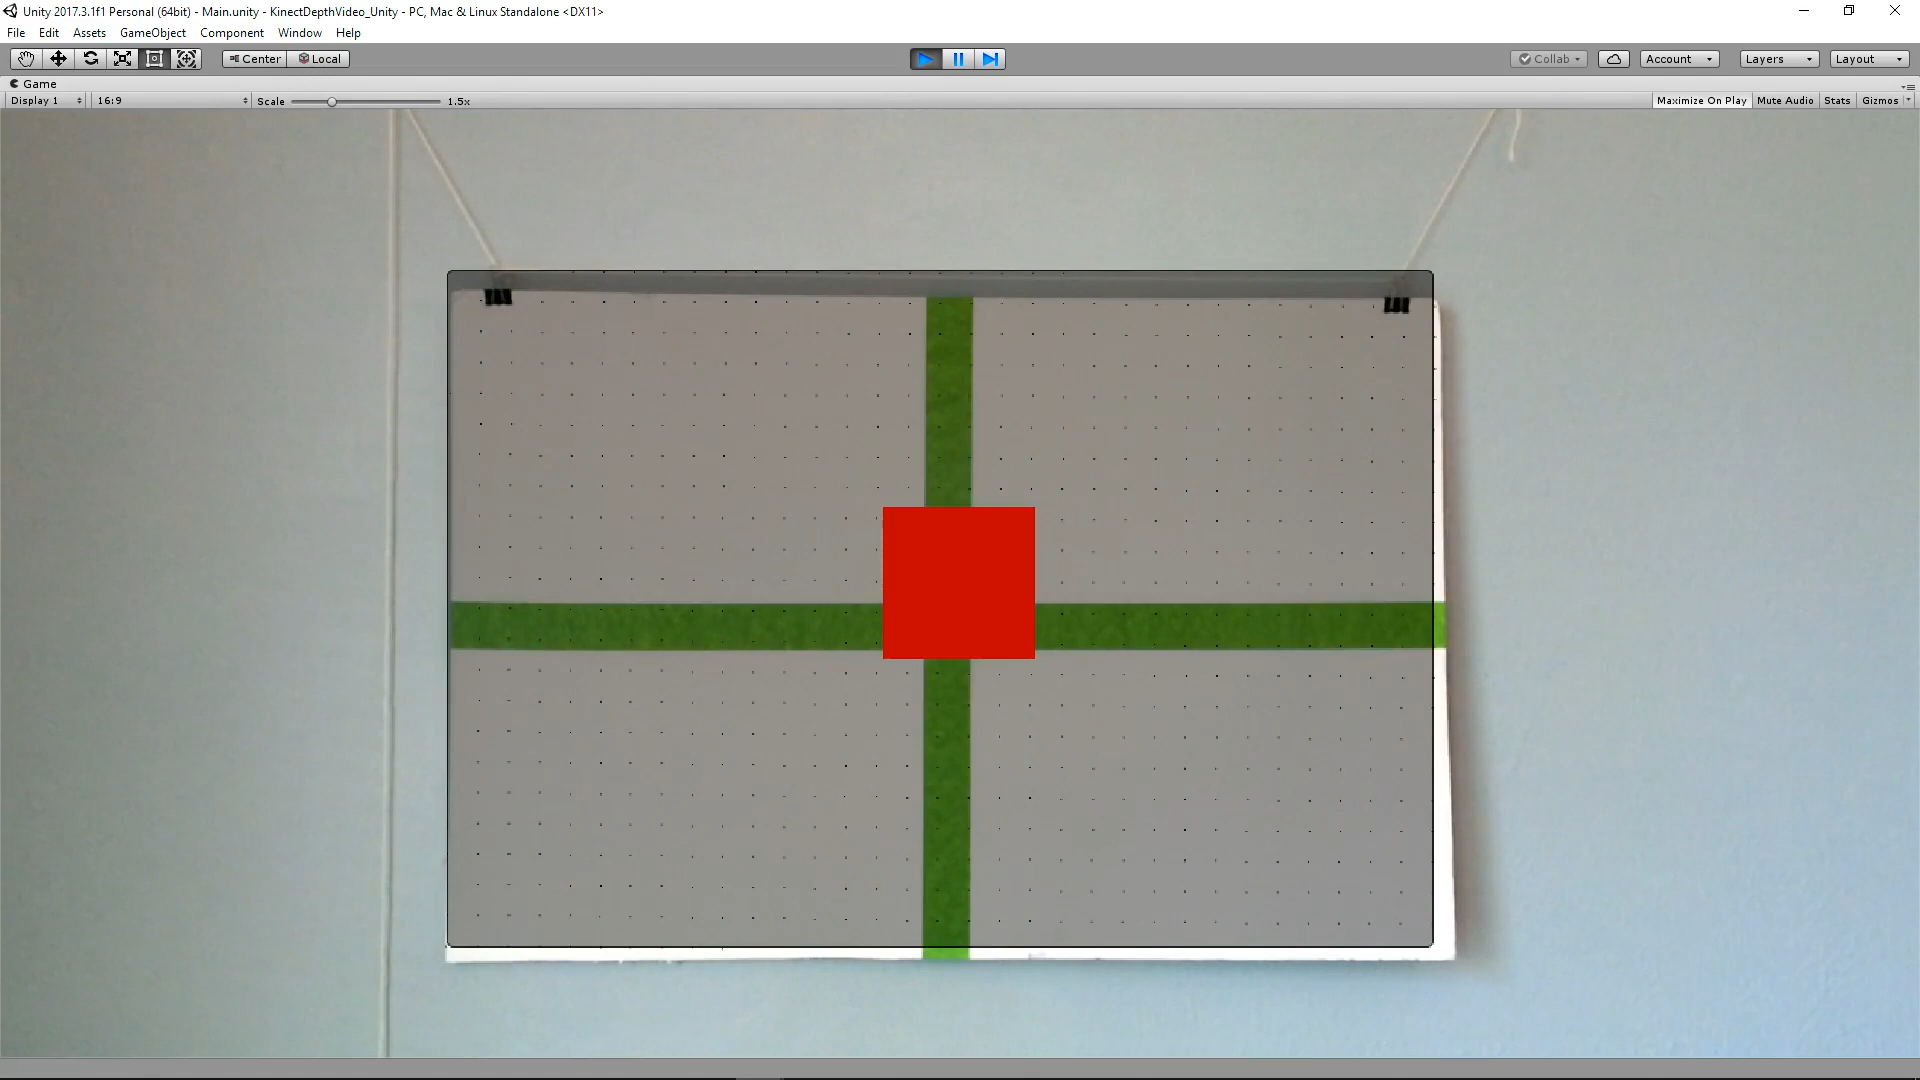 Unity 2017.3.1f1 Personal (64bit) - Main.unity - KinectDepthVideo_Unity - PC, Mac & Linux Standalone <DX11>
File Edit Assets GameObject Component Window Help
Center Local Collab Account Layers Layout
Game
Display 1 16:9 Scale 1.5x Maximize On Play Mute Audio Stats Gizmos